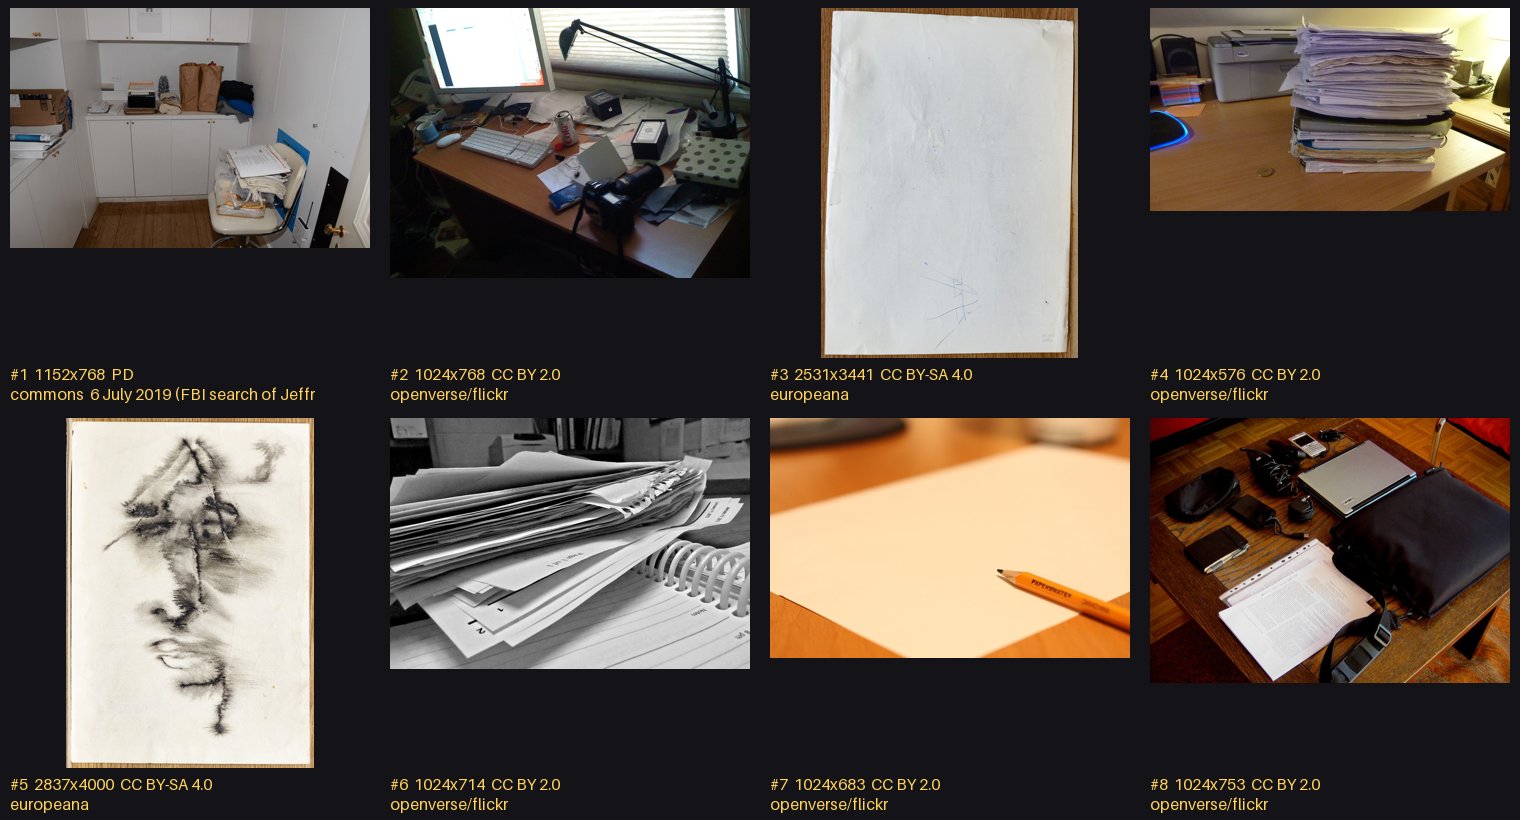 #1 1152x768 PD
commons 6 July 2019 (FBI search of Jeffr
#2 1024x768 CC BY 2.0
openverse/flickr
#3 2531x3441 CC BY-SA 4.0
europeana
#4 1024x576 CC BY 2.0
openverse/flickr
#5 2837x4000 CC BY-SA 4.0
europeana
#6 1024x714 CC BY 2.0
openverse/flickr
#7 1024x683 CC BY 2.0
openverse/flickr
PAPERMATE
#8 1024x753 CC BY 2.0
openverse/flickr